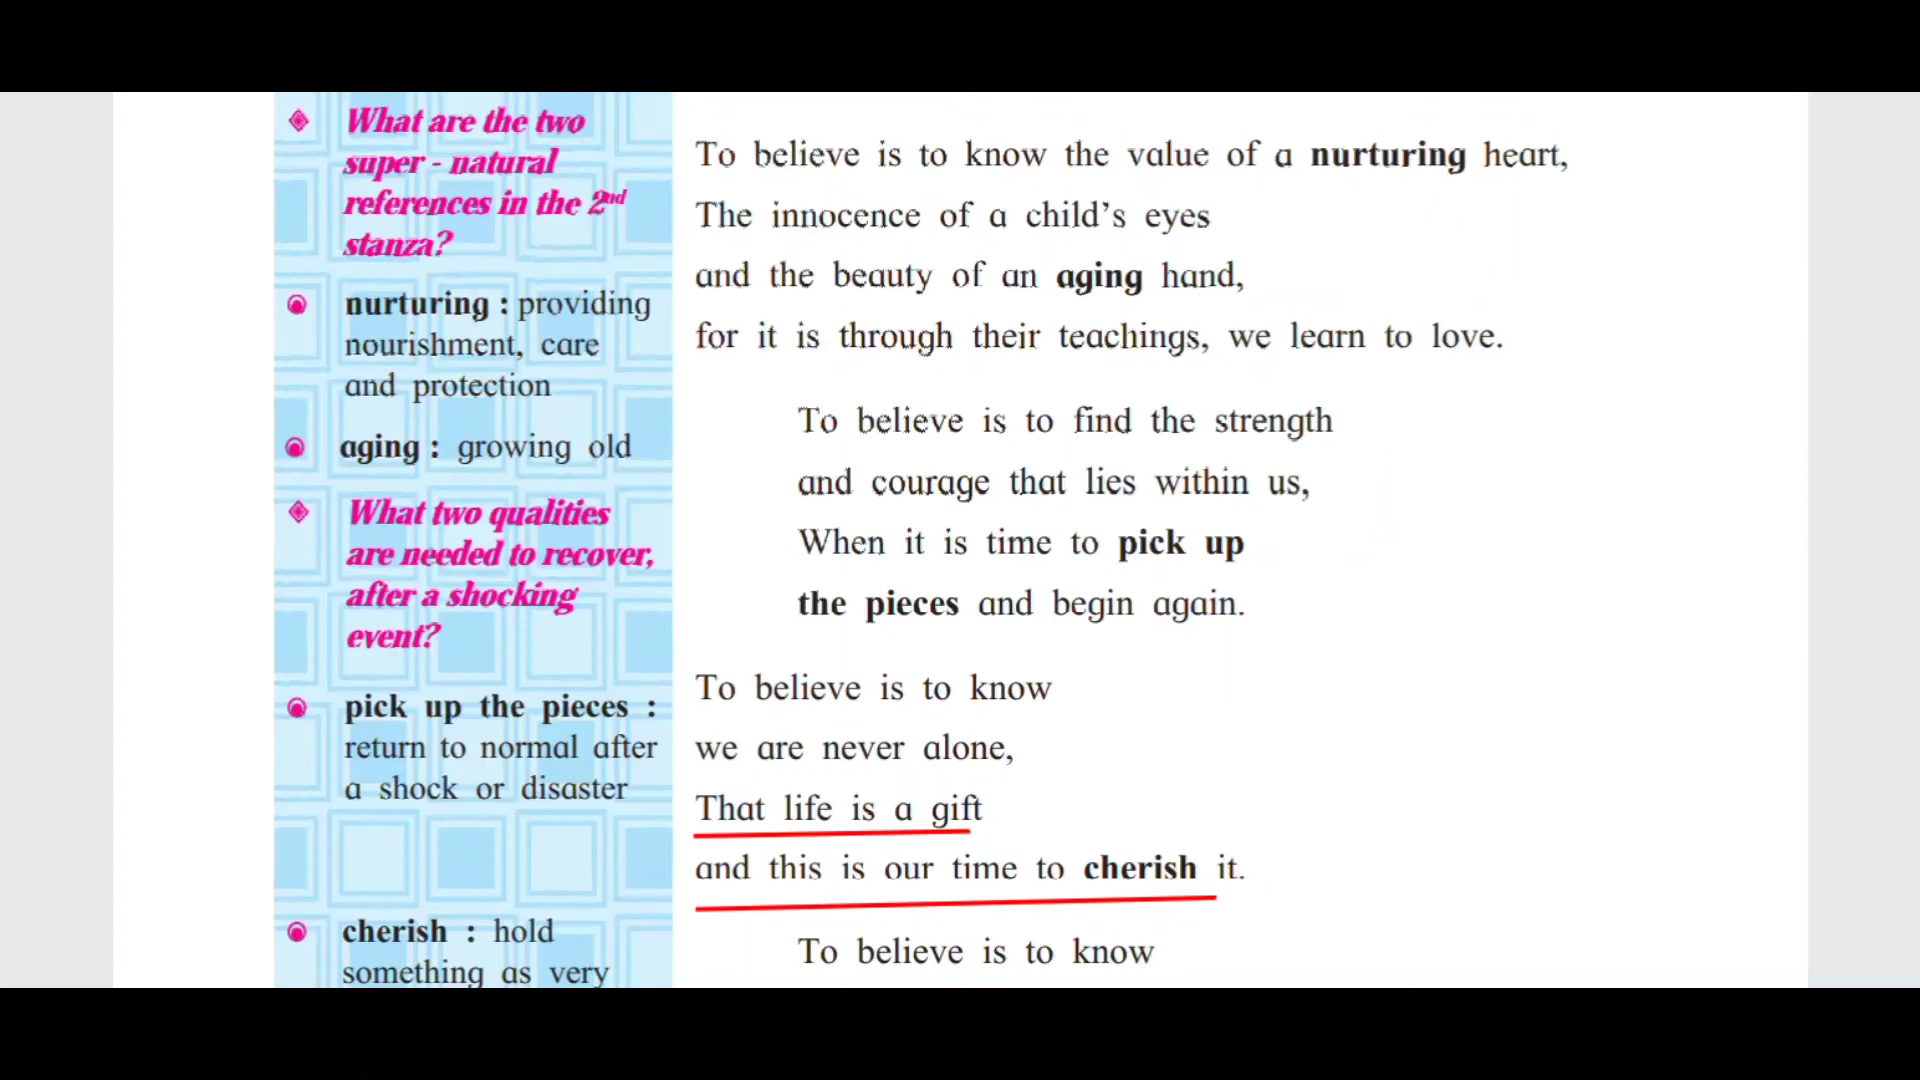 What are the two
super - natural
references in the 2nd
stanza?
nurturing : providing
nourishment, care
and protection
aging : growing old
What two qualities
are needed to recover,
after a shocking
event?
pick up the pieces :
return to normal after
a shock or disaster
cherish : hold
something as very
To believe is to know the value of a nurturing heart,
The innocence of a child's eyes
and the beauty of an aging hand,
for it is through their teachings, we learn to love.
To believe is to find the strength
and courage that lies within us,
When it is time to pick up
the pieces and begin again.
To believe is to know
we are never alone,
That life is a gift
and this is our time to cherish it.
To believe is to know